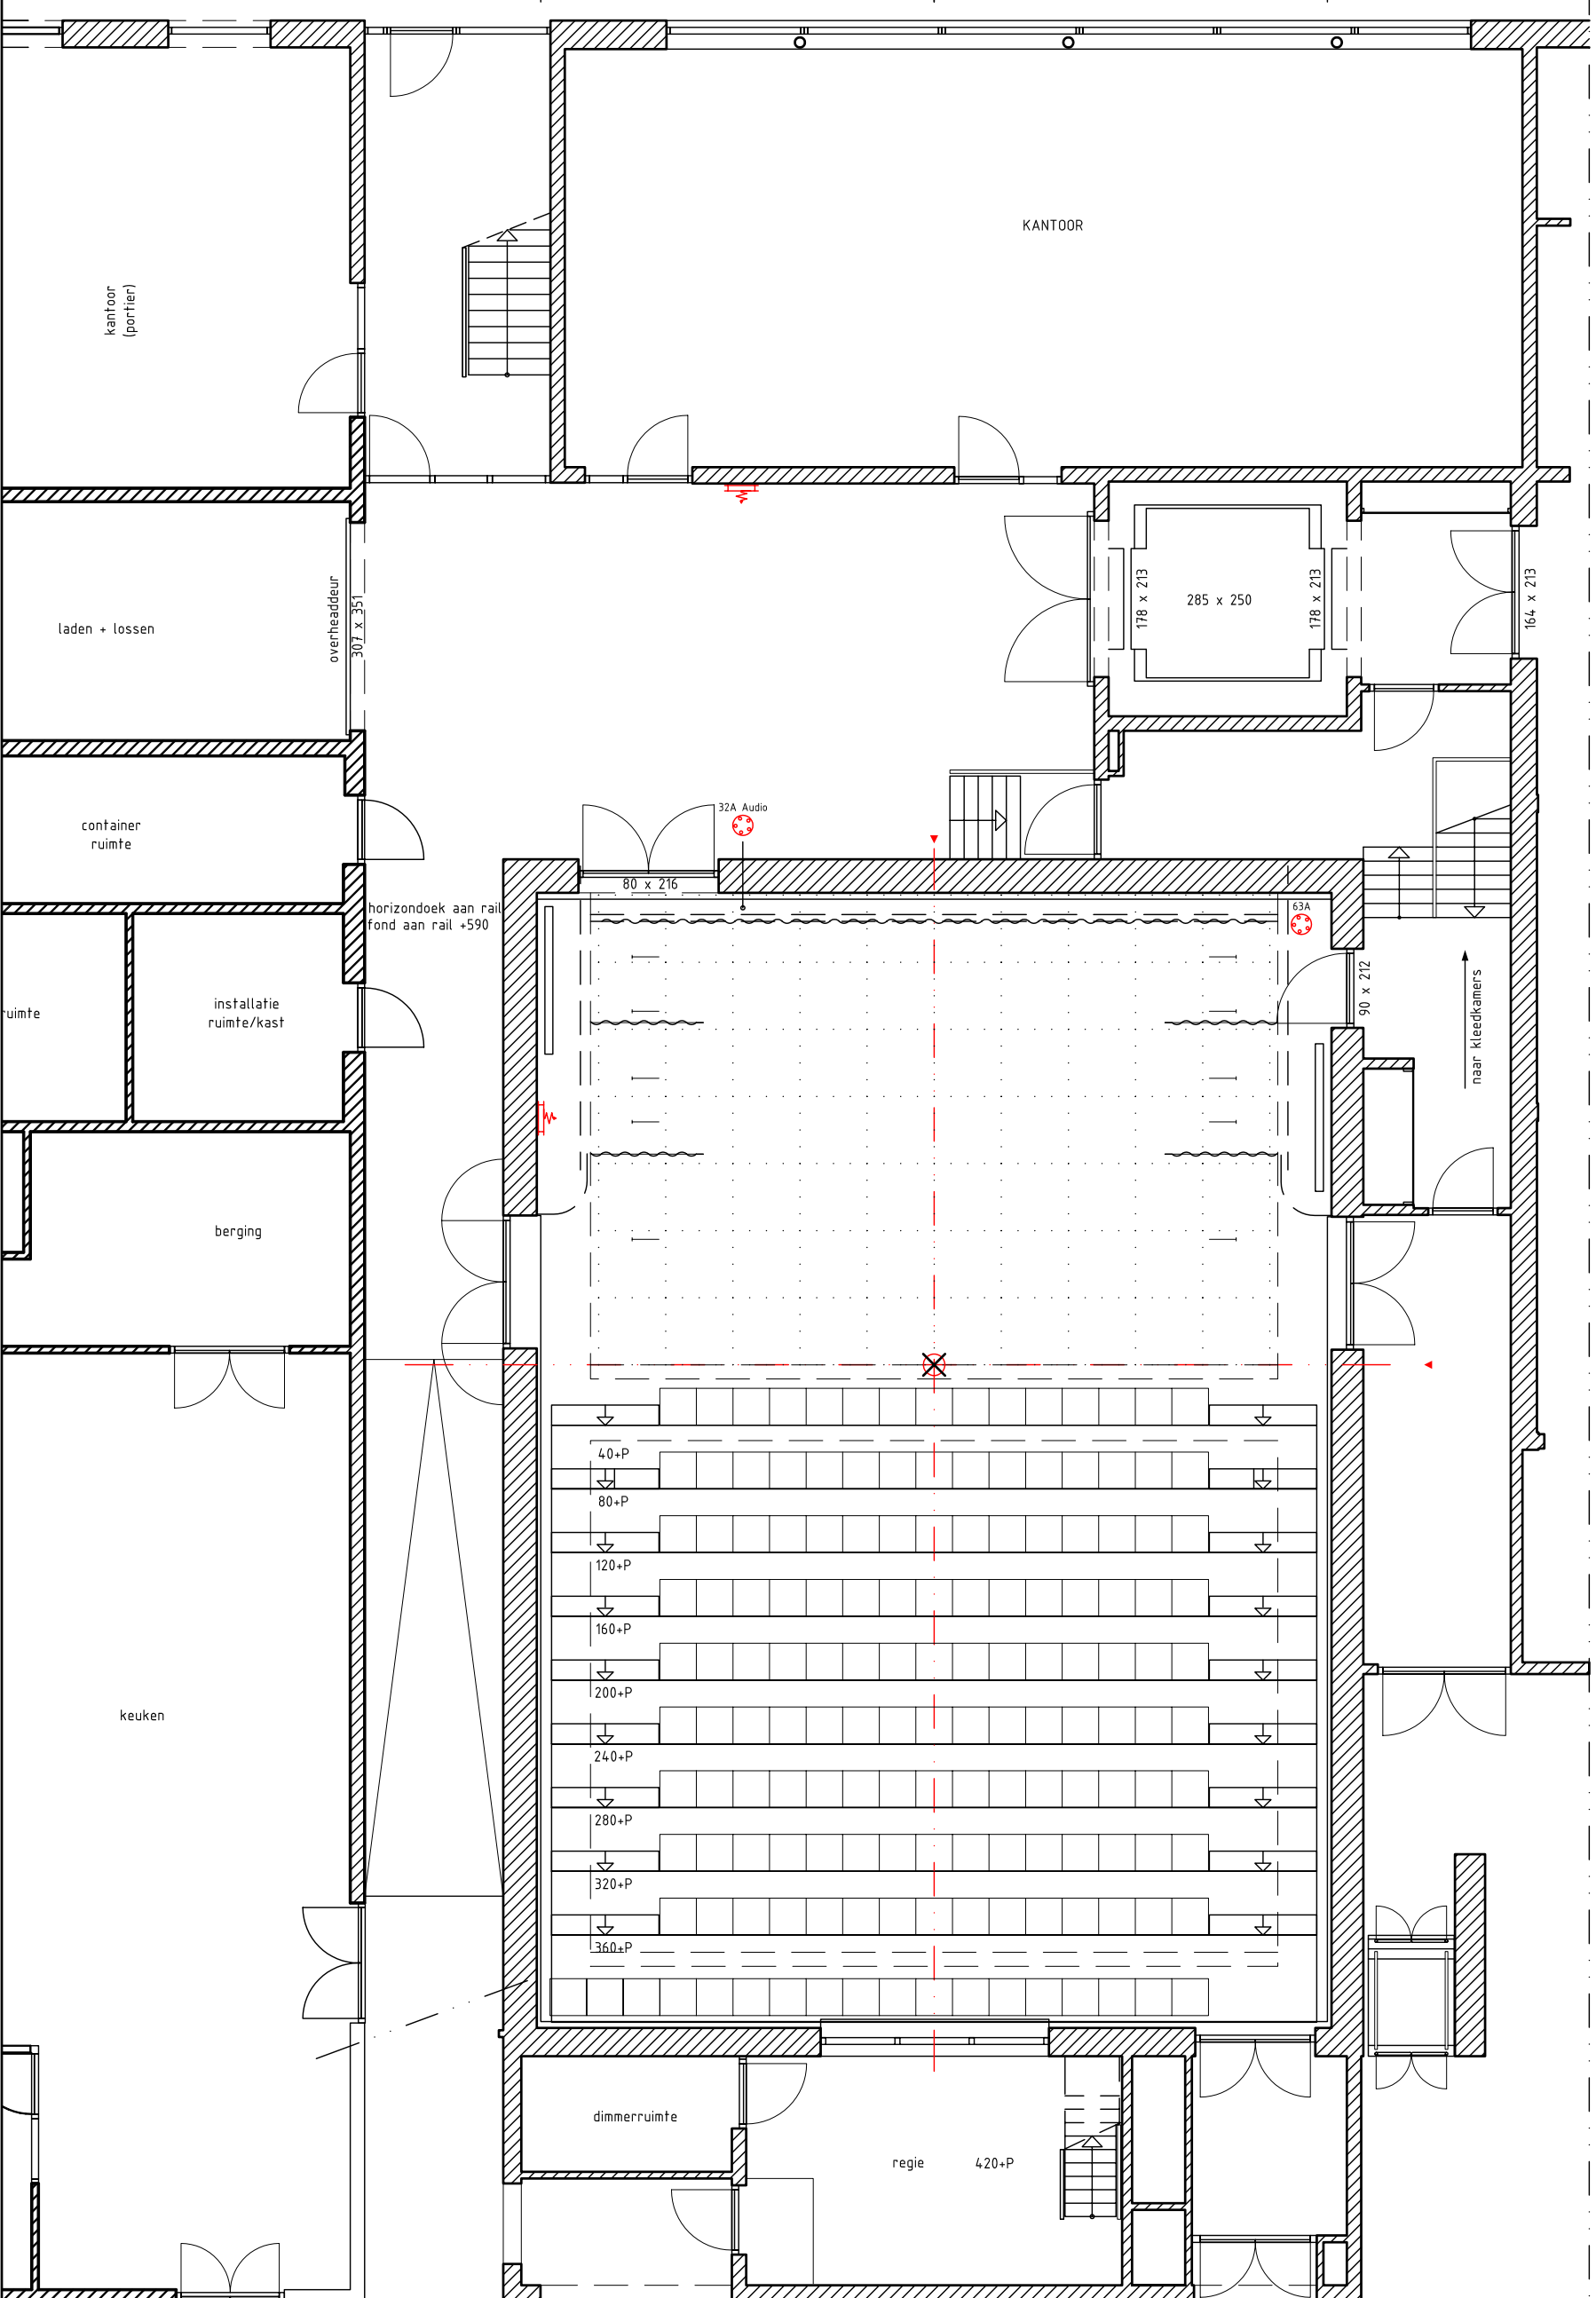 KANTOOR
kantoor
(portier)
overheaddeur
307 x 351
laden + lossen
178 x 213
285 x 250
178 x 213
164 x 213
32A Audio
container
ruimte
80 x 216
horizondoek aan rail
fond aan rail +590
63A
90 x 212
naar kleedkamers
ruimte
installatie
ruimte/kast
berging
40+P
80+P
120+P
160+P
200+P
keuken
240+P
280+P
320+P
360+P
dimmerruimte
regie
420+P